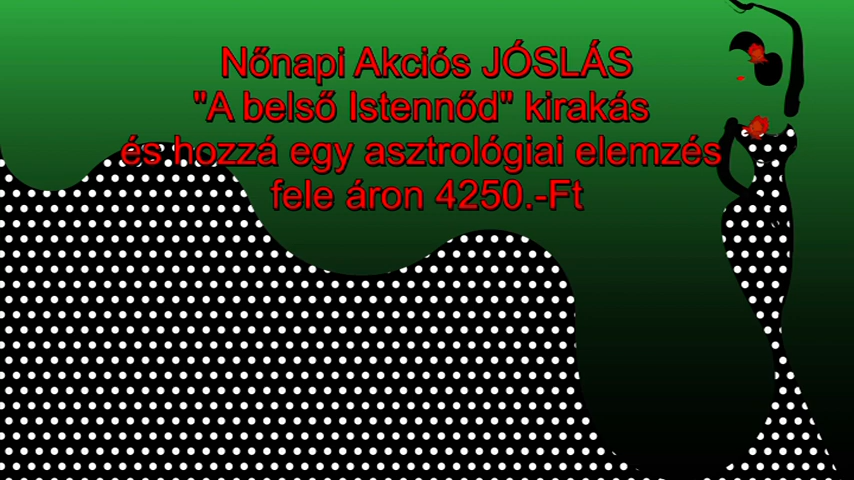 Nőnapi Akciós JÓSLÁS
"A belső Istennőd" kirakás
és hozzá egy asztrológiai elemzés
fele áron 4250.-Ft